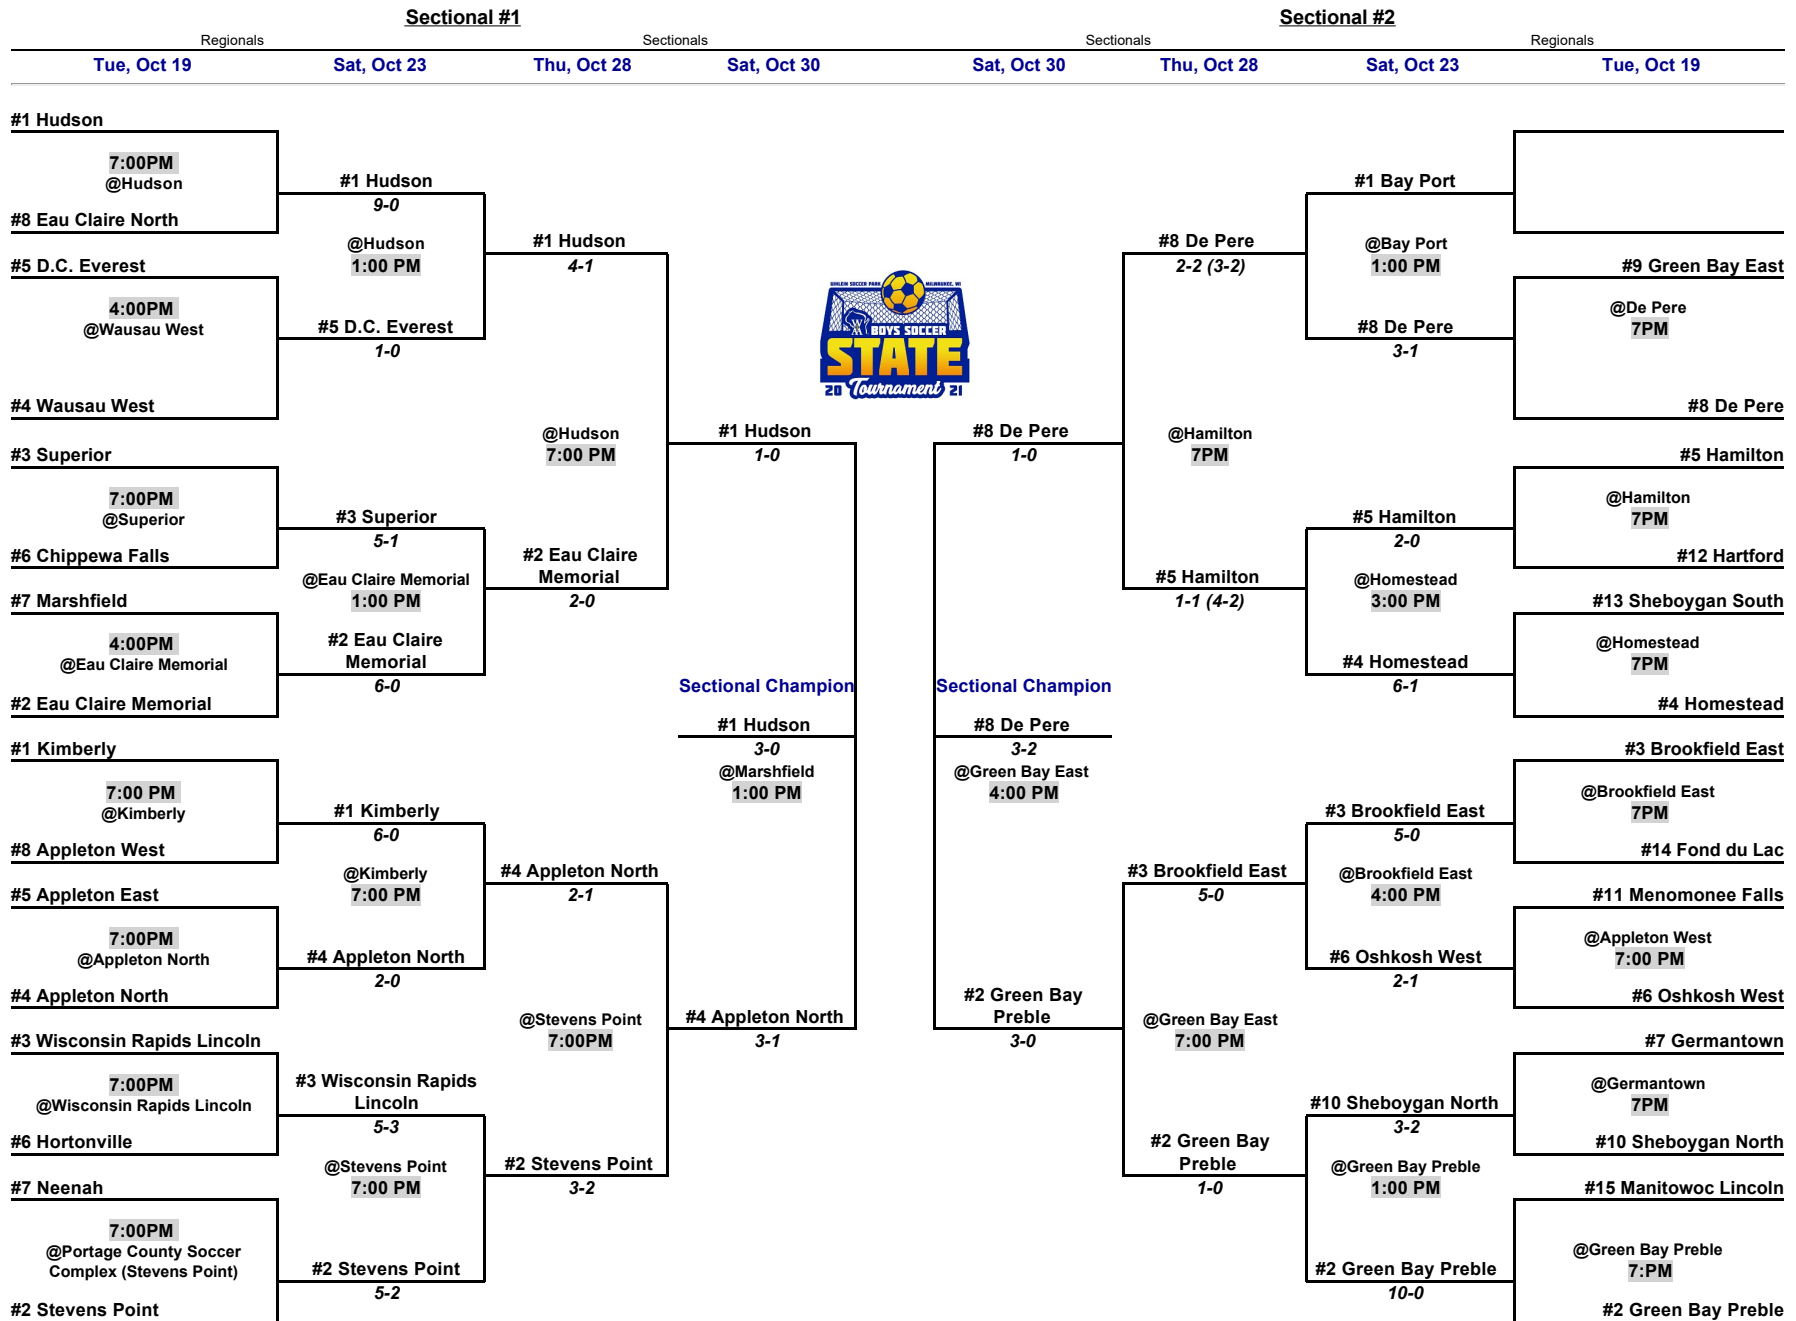 Sectional #1
Sectional #2
Regionals
Sectionals
Sectionals
Regionals
Tue, Oct 19
Sat, Oct 23
Thu, Oct 28
Sat, Oct 30
Sat, Oct 30
Thu, Oct 28
Sat, Oct 23
Tue, Oct 19
#1 Hudson
7:00PM
@Hudson
#8 Eau Claire North
#5 D.C. Everest
4:00PM
@Wausau West
#4 Wausau West
#3 Superior
7:00PM
@Superior
#6 Chippewa Falls
#7 Marshfield
4:00PM
@Eau Claire Memorial
#2 Eau Claire Memorial
#1 Kimberly
7:00 PM
@Kimberly
#8 Appleton West
#5 Appleton East
7:00PM
@Appleton North
#4 Appleton North
#3 Wisconsin Rapids Lincoln
7:00PM
@Wisconsin Rapids Lincoln
#6 Hortonville
#7 Neenah
7:00PM
@Portage County Soccer
Complex (Stevens Point)
#2 Stevens Point
#1 Hudson
9-0
@Hudson
1:00 PM
#5 D.C. Everest
1-0
#3 Superior
5-1
@Eau Claire Memorial
1:00 PM
#2 Eau Claire
Memorial
6-0
#1 Kimberly
6-0
@Kimberly
7:00 PM
#4 Appleton North
2-0
#3 Wisconsin Rapids
Lincoln
5-3
@Stevens Point
7:00 PM
#2 Stevens Point
5-2
#1 Hudson
4-1
@Hudson
7:00 PM
#2 Eau Claire
Memorial
2-0
#4 Appleton North
2-1
@Stevens Point
7:00PM
#2 Stevens Point
3-2
#1 Hudson
1-0
Sectional Champion
#1 Hudson
3-0
@Marshfield
1:00 PM
#4 Appleton North
3-1
UIHLEIN SOCCER PARK
MILWAUKEE, WI
BOYS SOCCER
STATE
20 Tournament 21
#8 De Pere
1-0
Sectional Champion
#8 De Pere
3-2
@Green Bay East
4:00 PM
#2 Green Bay
Preble
3-0
#8 De Pere
2-2 (3-2)
@Hamilton
7PM
#5 Hamilton
1-1 (4-2)
#3 Brookfield East
5-0
@Green Bay East
7:00 PM
#2 Green Bay
Preble
1-0
#1 Bay Port
@Bay Port
1:00 PM
#8 De Pere
3-1
#5 Hamilton
2-0
@Homestead
3:00 PM
#4 Homestead
6-1
#3 Brookfield East
5-0
@Brookfield East
4:00 PM
#6 Oshkosh West
2-1
#10 Sheboygan North
3-2
@Green Bay Preble
1:00 PM
#2 Green Bay Preble
10-0
#9 Green Bay East
@De Pere
7PM
#8 De Pere
#5 Hamilton
@Hamilton
7PM
#12 Hartford
#13 Sheboygan South
@Homestead
7PM
#4 Homestead
#3 Brookfield East
@Brookfield East
7PM
#14 Fond du Lac
#11 Menomonee Falls
@Appleton West
7:00 PM
#6 Oshkosh West
#7 Germantown
@Germantown
7PM
#10 Sheboygan North
#15 Manitowoc Lincoln
@Green Bay Preble
7:PM
#2 Green Bay Preble